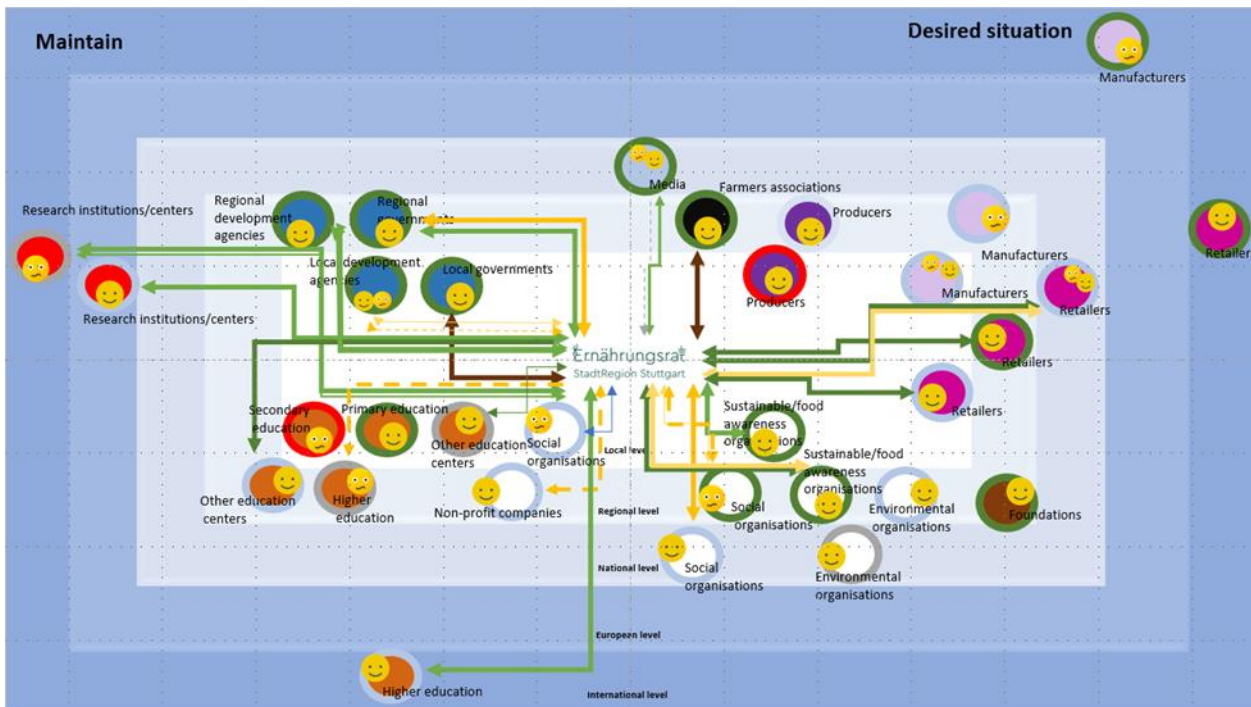 Maintain
Desired situation
Manufacturers
Media
Farmers associations
Producers
Research institutions/centers
Regional
development
agencies
Regional
governments
Retailers
Local development
agencies
Local governments
Manufacturers
Producers
Manufacturers
Retailers
Research institutions/centers
Ernährungsrat
StadtRegion Stuttgart
Retailers
Retailers
Secondary
education
Primary education
Other education
centers
Social
organisations
Local level
Sustainable/food
awareness
organisations
Sustainable/food
awareness
organisations
Other education
centers
Higher
education
Non-profit companies
Regional level
Social
organisations
Environmental
organisations
Foundations
National level
Social
organisations
Environmental
organisations
European level
Higher education
International level